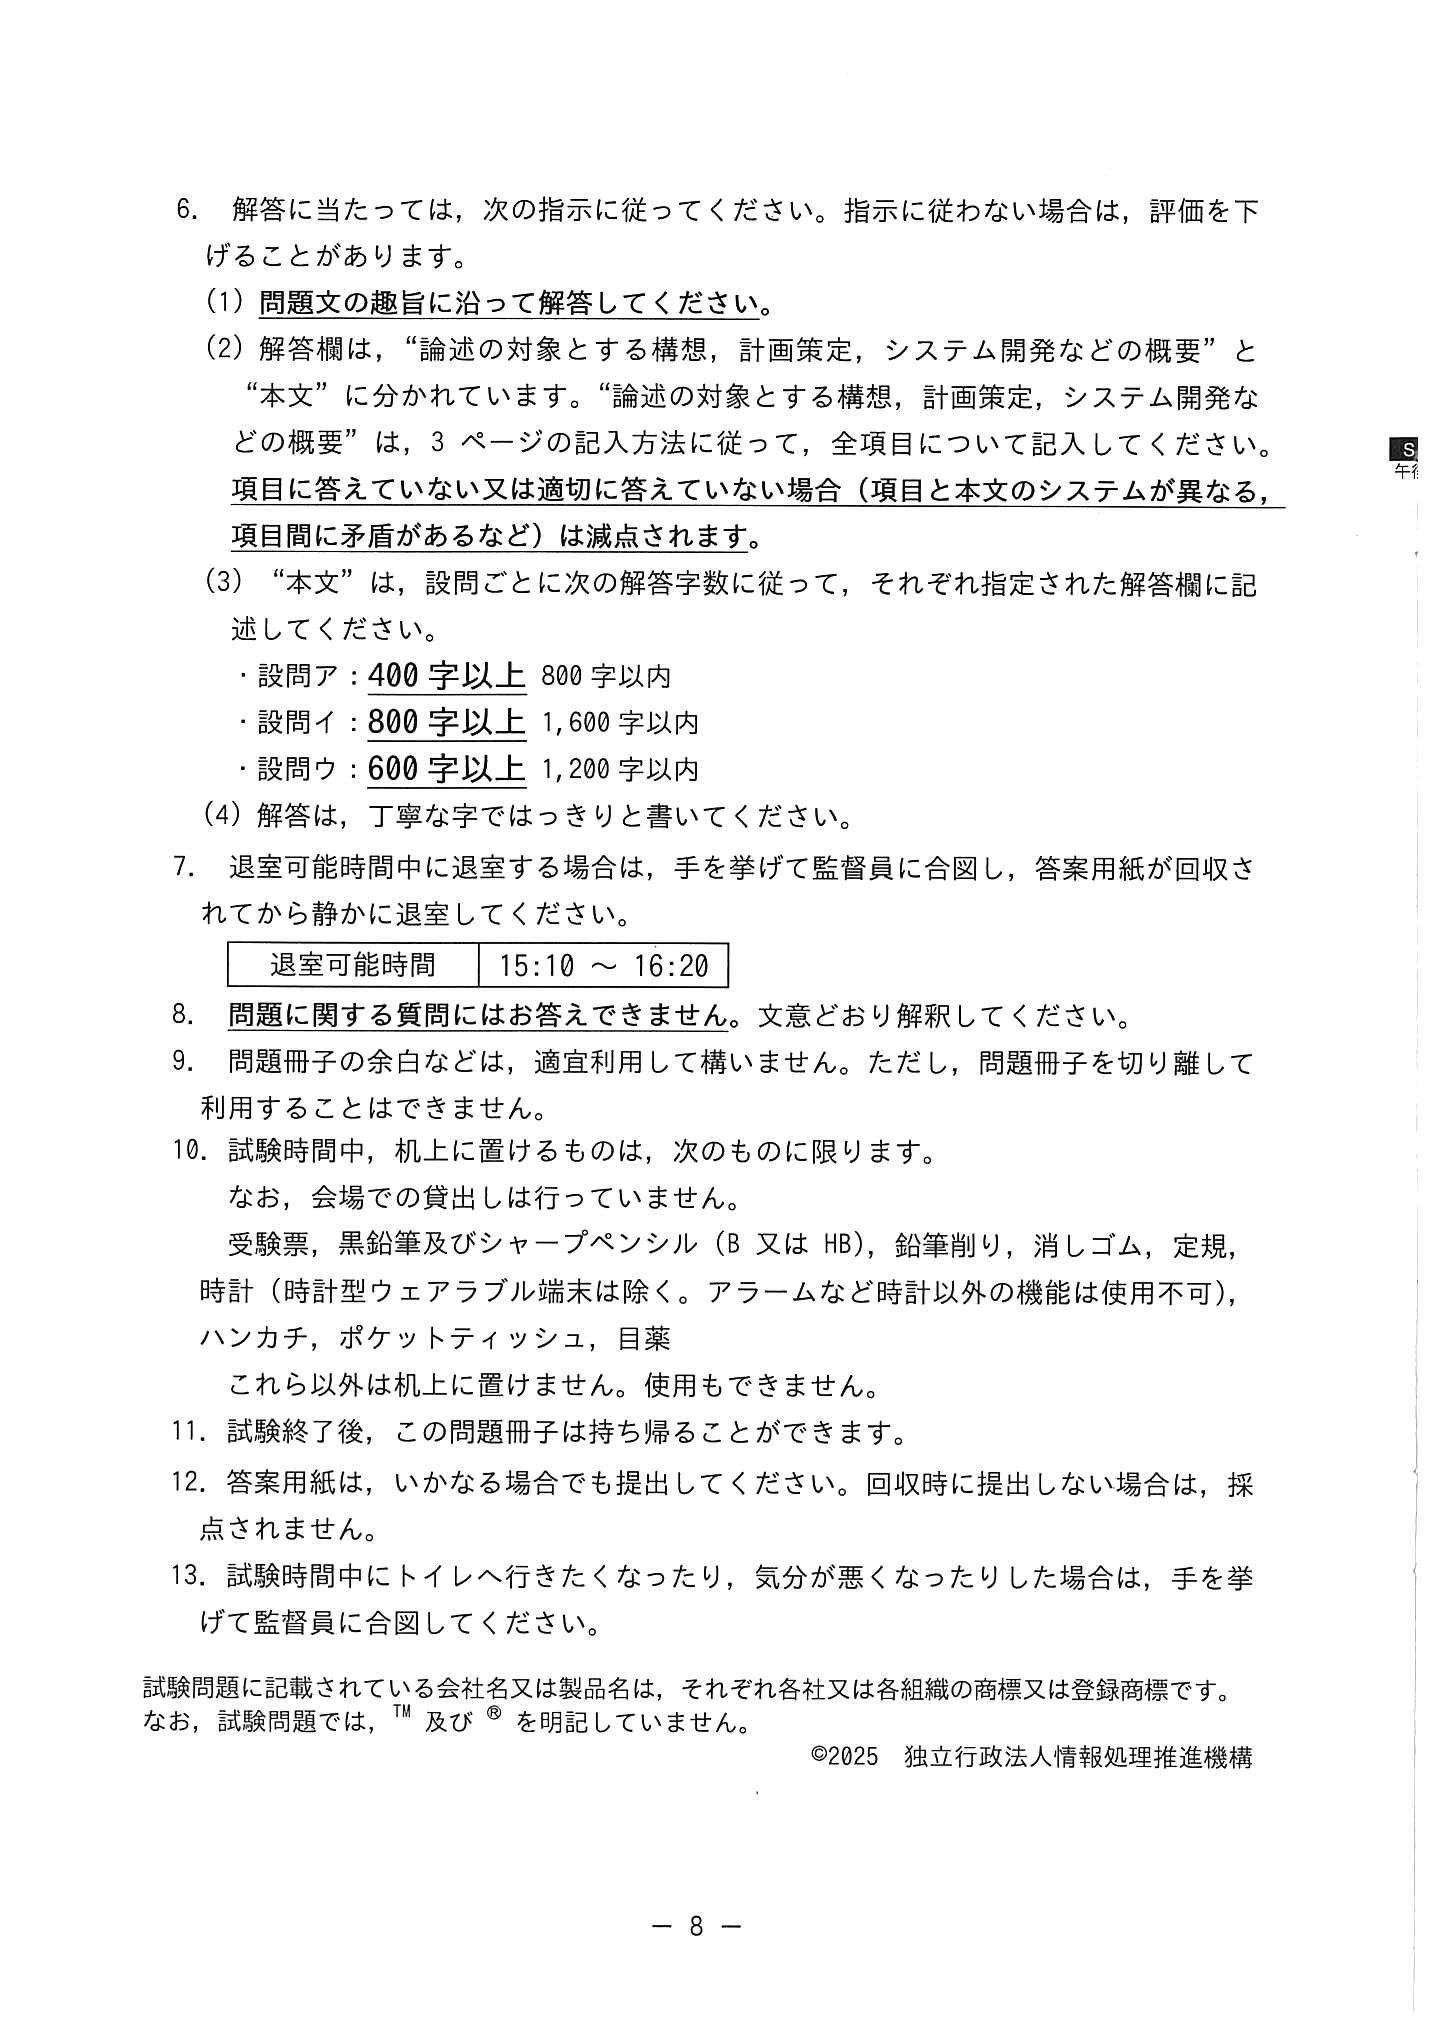 6. 解答に当たっては，次の指示に従ってください。指示に従わない場合は，評価を下
げることがあります。
(1) 問題文の趣旨に沿って解答してください。
(2) 解答欄は，“論述の対象とする構想，計画策定，システム開発などの概要” と
“本文” に分かれています。“論述の対象とする構想，計画策定，システム開発な
どの概要” は，3 ページの記入方法に従って，全項目について記入してください。
項目に答えていない又は適切に答えていない場合（項目と本文のシステムが異なる，
項目間に矛盾があるなど）は減点されます。
(3) “本文” は，設問ごとに次の解答字数に従って，それぞれ指定された解答欄に記
述してください。
・設問ア：400 字以上 800 字以内
・設問イ：800 字以上 1,600 字以内
・設問ウ：600 字以上 1,200 字以内
(4) 解答は，丁寧な字ではっきりと書いてください。
7. 退室可能時間中に退室する場合は，手を挙げて監督員に合図し，答案用紙が回収さ
れてから静かに退室してください。
退室可能時間 15:10 ～ 16:20
8. 問題に関する質問にはお答えできません。文意どおり解釈してください。
9. 問題冊子の余白などは，適宜利用して構いません。ただし，問題冊子を切り離して
利用することはできません。
10. 試験時間中，机上に置けるものは，次のものに限ります。
なお，会場での貸出しは行っていません。
受験票，黒鉛筆及びシャープペンシル（B 又は HB），鉛筆削り，消しゴム，定規，
時計（時計型ウェアラブル端末は除く。アラームなど時計以外の機能は使用不可），
ハンカチ，ポケットティッシュ，目薬
これら以外は机上に置けません。使用もできません。
11. 試験終了後，この問題冊子は持ち帰ることができます。
12. 答案用紙は，いかなる場合でも提出してください。回収時に提出しない場合は，採
点されません。
13. 試験時間中にトイレへ行きたくなったり，気分が悪くなったりした場合は，手を挙
げて監督員に合図してください。
試験問題に記載されている会社名又は製品名は，それぞれ各社又は各組織の商標又は登録商標です。
なお，試験問題では，™ 及び ® を明記していません。
©2025 独立行政法人情報処理推進機構
－ 8 －
S
午